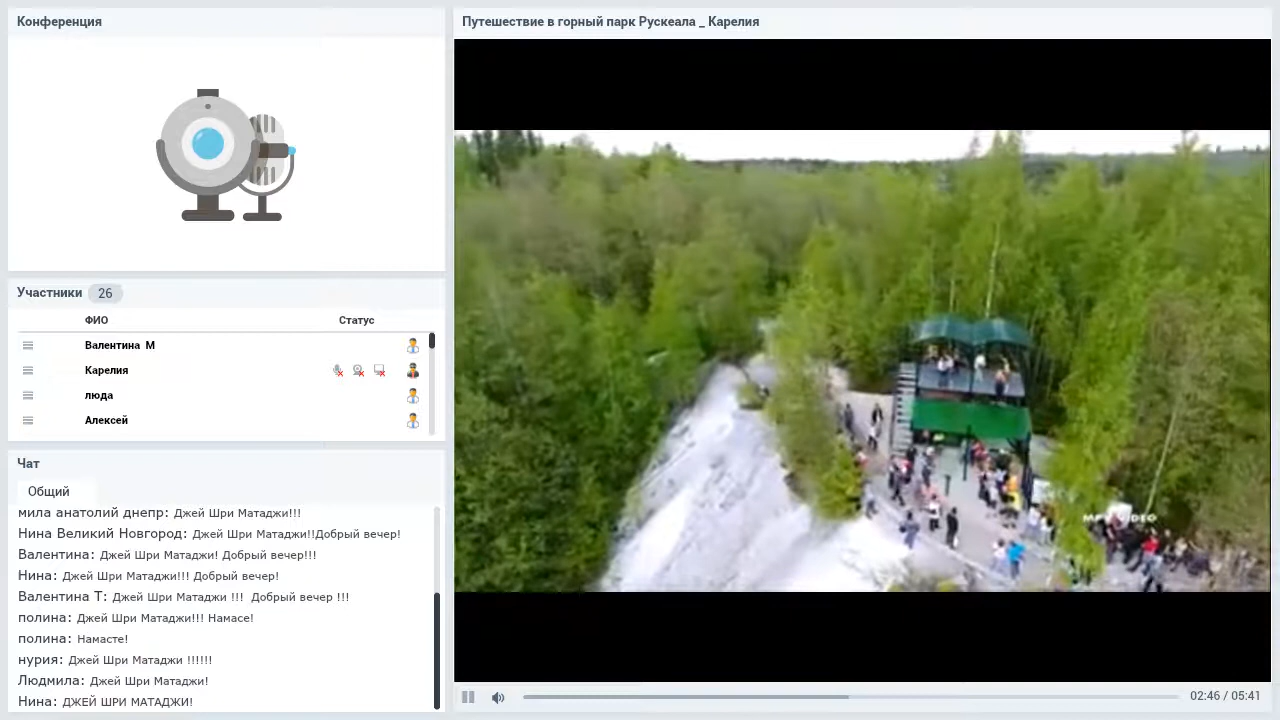 Конференция
Путешествие в горный парк Рускеала _ Карелия
Участники 26
ФИО Статус
Валентина М
Карелия
люда
Алексей
Чат
Общий
мила анатолий днепр: Джей Шри Матаджи!!!
Нина Великий Новгород: Джей Шри Матаджи!!Добрый вечер!
Валентина: Джей Шри Матаджи! Добрый вечер!!!
Нина: Джей Шри Матаджи!!! Добрый вечер!
Валентина Т: Джей Шри Матаджи !!! Добрый вечер !!!
полина: Джей Шри Матаджи!!! Намасе!
полина: Намасте!
нурия: Джей Шри Матаджи !!!!!!
Людмила: Джей Шри Матаджи!
Нина: ДЖЕЙ ШРИ МАТАДЖИ!
VIDEO
02:46 / 05:41